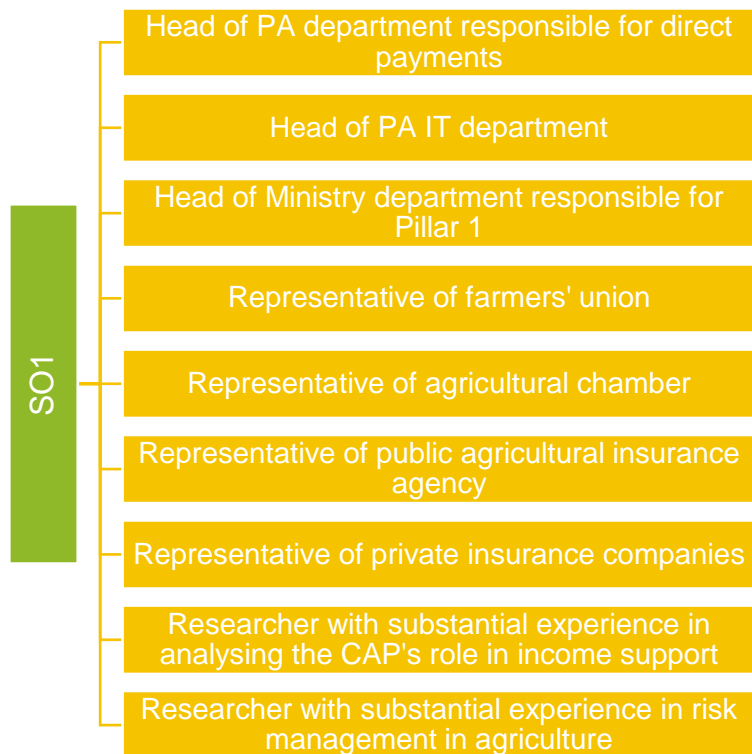 Head of PA department responsible for direct
payments
Head of PA IT department
Head of Ministry department responsible for
Pillar 1
Representative of farmers' union
SO1
Representative of agricultural chamber
Representative of public agricultural insurance
agency
Representative of private insurance companies
Researcher with substantial experience in
analysing the CAP's role in income support
Researcher with substantial experience in risk
management in agriculture